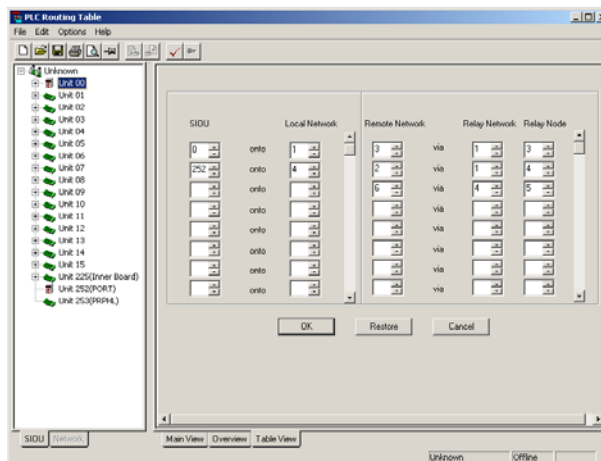 PLC Routing Table
File Edit Options Help
Unknown
Unit 00
Unit 01
Unit 02
Unit 03
Unit 04
Unit 05
Unit 06
Unit 07
Unit 08
Unit 09
Unit 10
Unit 11
Unit 12
Unit 13
Unit 14
Unit 15
Unit 225(Inner Board)
Unit 252(PORT)
Unit 253(PRPHL)
SIOU Network
SIOU Local Network Remote Network Relay Network Relay Node
0 onto 1 3 via 1 3
252 onto 4 2 via 1 4
onto 6 via 4 5
onto via
onto via
onto via
onto via
onto via
OK Restore Cancel
Main View Overview Table View
Unknown Offline